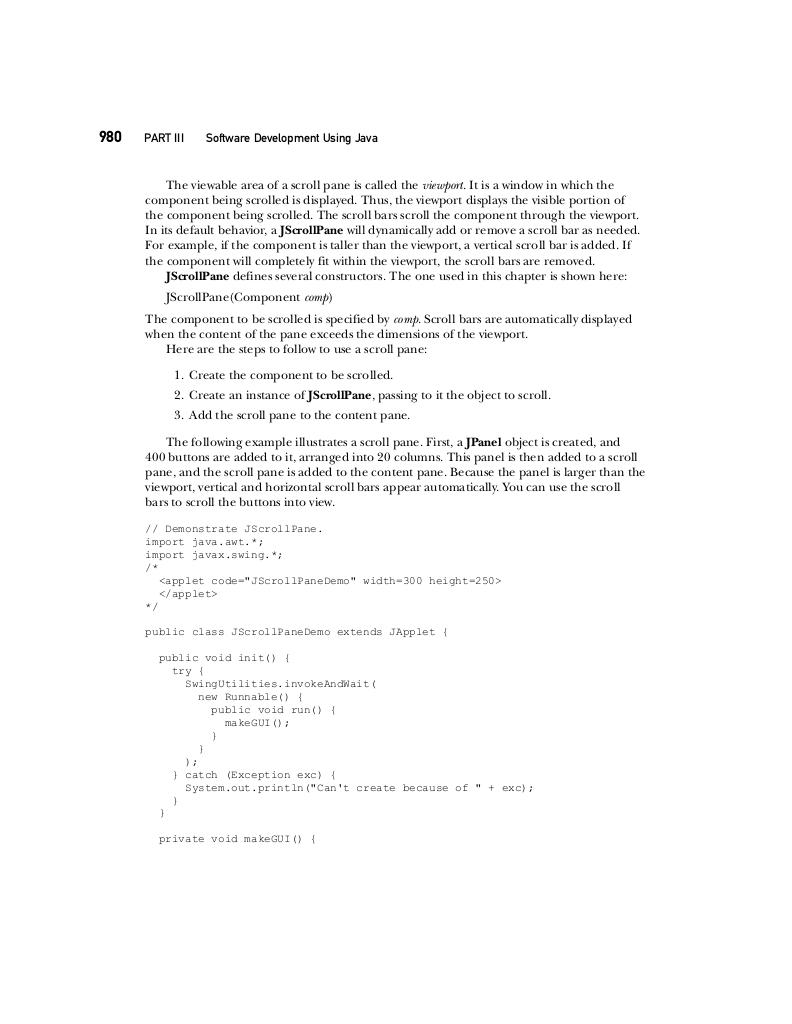 980 PART III Software Development Using Java
The viewable area of a scroll pane is called the viewport. It is a window in which the
component being scrolled is displayed. Thus, the viewport displays the visible portion of
the component being scrolled. The scroll bars scroll the component through the viewport.
In its default behavior, a JScrollPane will dynamically add or remove a scroll bar as needed.
For example, if the component is taller than the viewport, a vertical scroll bar is added. If
the component will completely fit within the viewport, the scroll bars are removed.
JScrollPane defines several constructors. The one used in this chapter is shown here:
JScrollPane(Component comp)
The component to be scrolled is specified by comp. Scroll bars are automatically displayed
when the content of the pane exceeds the dimensions of the viewport.
Here are the steps to follow to use a scroll pane:
1. Create the component to be scrolled.
2. Create an instance of JScrollPane, passing to it the object to scroll.
3. Add the scroll pane to the content pane.
The following example illustrates a scroll pane. First, a JPanel object is created, and
400 buttons are added to it, arranged into 20 columns. This panel is then added to a scroll
pane, and the scroll pane is added to the content pane. Because the panel is larger than the
viewport, vertical and horizontal scroll bars appear automatically. You can use the scroll
bars to scroll the buttons into view.
// Demonstrate JScrollPane.
import java.awt.*;
import javax.swing.*;
/*
  <applet code="JScrollPaneDemo" width=300 height=250>
  </applet>
*/
public class JScrollPaneDemo extends JApplet {
  public void init() {
    try {
      SwingUtilities.invokeAndWait(
        new Runnable() {
          public void run() {
            makeGUI();
          }
        }
      );
    } catch (Exception exc) {
      System.out.println("Can't create because of " + exc);
    }
  }
  private void makeGUI() {